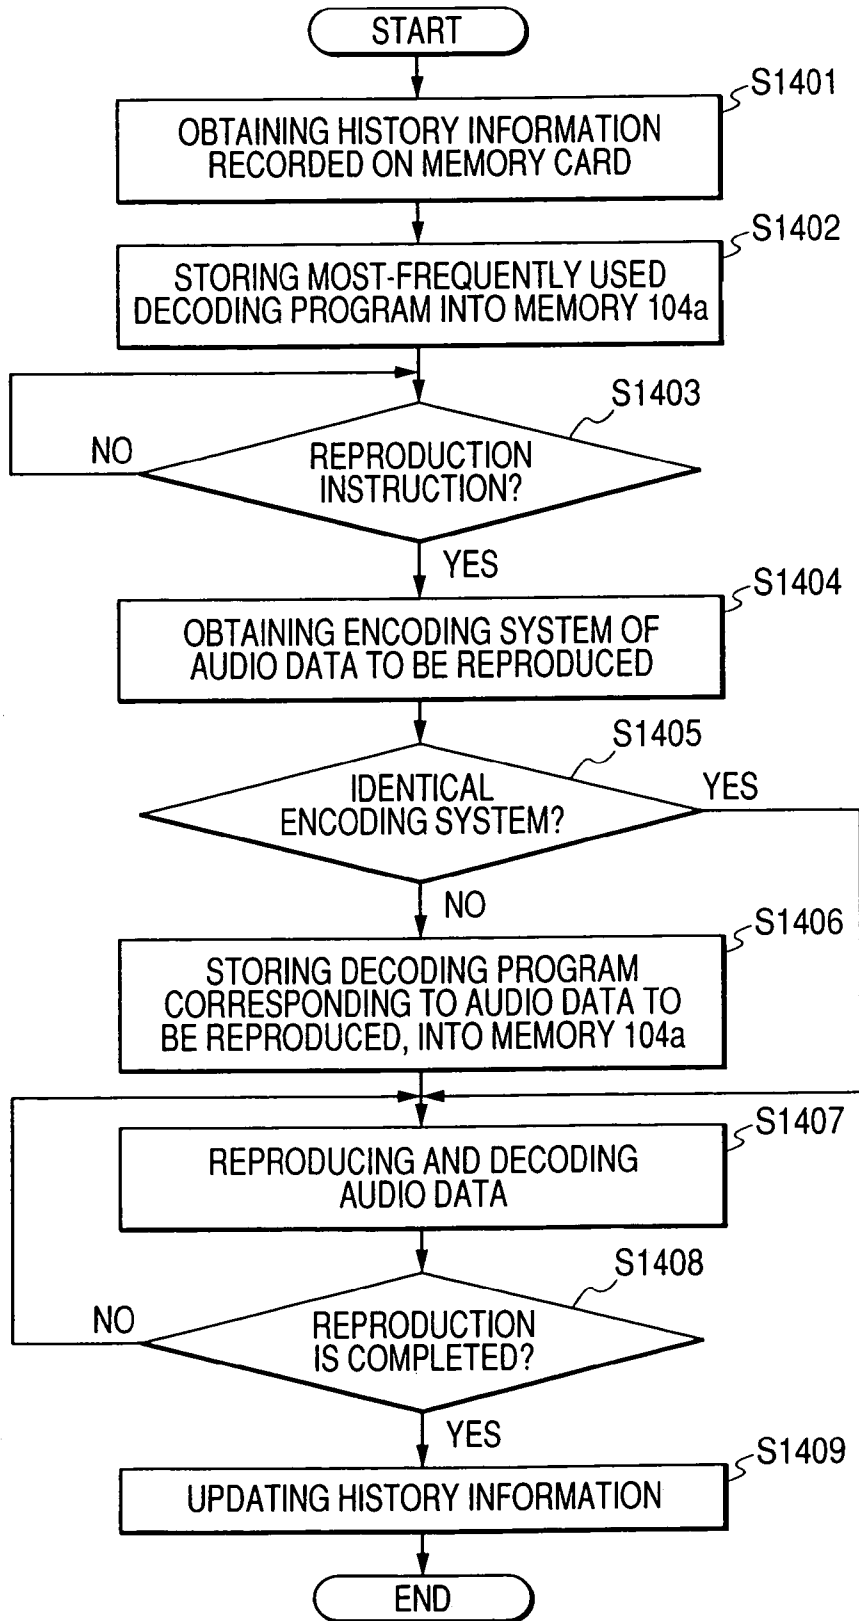 START
S1401
OBTAINING HISTORY INFORMATION
RECORDED ON MEMORY CARD
S1402
STORING MOST-FREQUENTLY USED
DECODING PROGRAM INTO MEMORY 104a
S1403
NO
REPRODUCTION
INSTRUCTION?
YES
S1404
OBTAINING ENCODING SYSTEM OF
AUDIO DATA TO BE REPRODUCED
S1405
IDENTICAL
ENCODING SYSTEM?
YES
NO
S1406
STORING DECODING PROGRAM
CORRESPONDING TO AUDIO DATA TO
BE REPRODUCED, INTO MEMORY 104a
S1407
REPRODUCING AND DECODING
AUDIO DATA
S1408
NO
REPRODUCTION
IS COMPLETED?
YES
S1409
UPDATING HISTORY INFORMATION
END